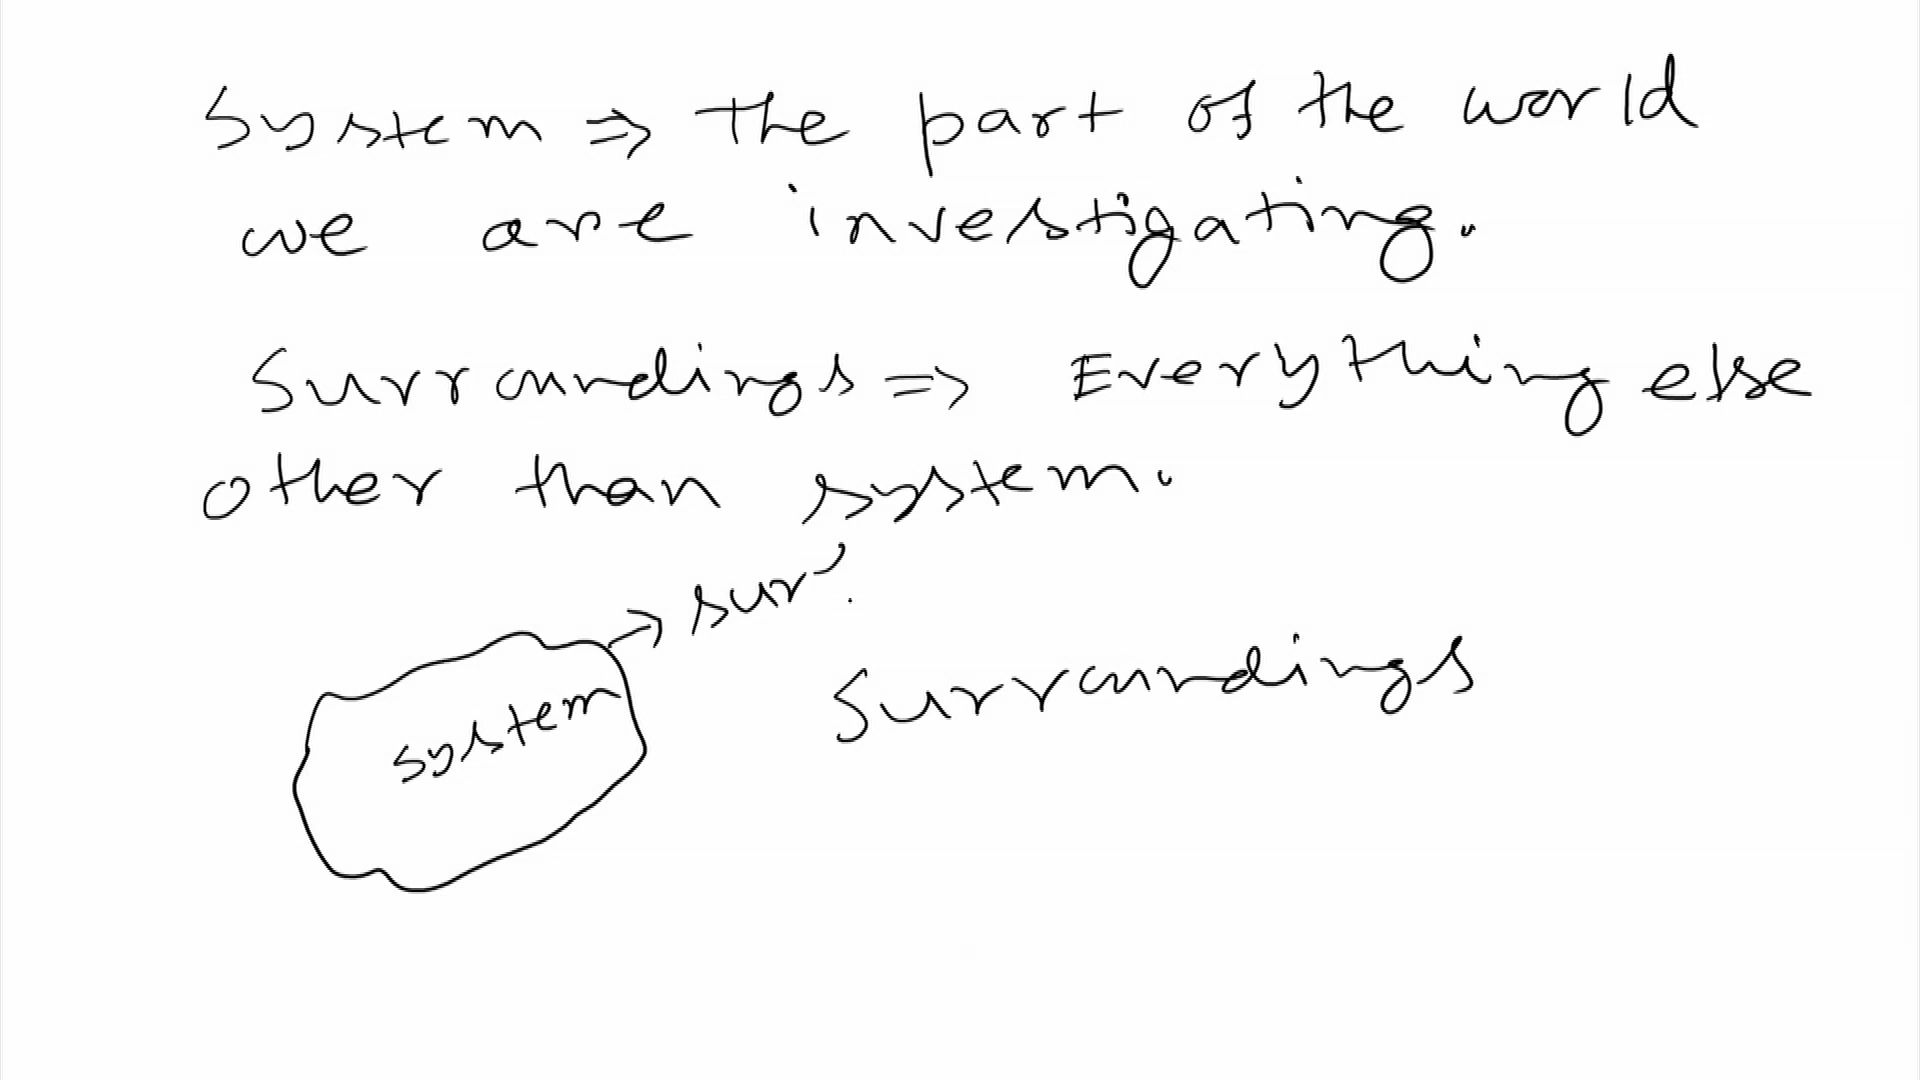 System ⇒ The part of the world
we are investigating.
Surroundings ⇒ Everything else
other than system.
→ sur
system
Surroundings